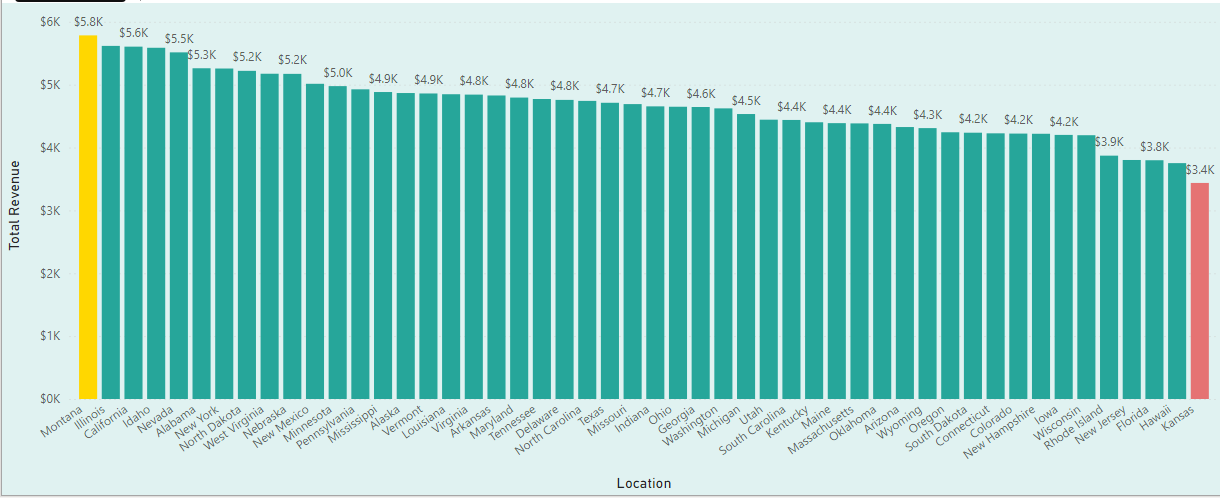 $6K
$5K
$4K
$3K
$2K
$1K
$0K
Total Revenue
$5.8K
$5.6K
$5.5K
$5.3K
$5.2K
$5.2K
$5.0K
$4.9K
$4.9K
$4.8K
$4.8K
$4.8K
$4.7K
$4.7K
$4.6K
$4.5K
$4.4K
$4.4K
$4.4K
$4.3K
$4.2K
$4.2K
$4.2K
$3.9K
$3.8K
$3.4K
Montana
Illinois
California
Idaho
Nevada
Alabama
New York
North Dakota
West Virginia
Nebraska
New Mexico
Minnesota
Pennsylvania
Mississippi
Alaska
Vermont
Louisiana
Virginia
Arkansas
Maryland
Tennessee
Delaware
North Carolina
Texas
Missouri
Indiana
Ohio
Georgia
Washington
Michigan
Utah
South Carolina
Kentucky
Maine
Massachusetts
Oklahoma
Arizona
Wyoming
Oregon
South Dakota
Connecticut
Colorado
New Hampshire
Iowa
Wisconsin
Rhode Island
New Jersey
Florida
Hawaii
Kansas
Location